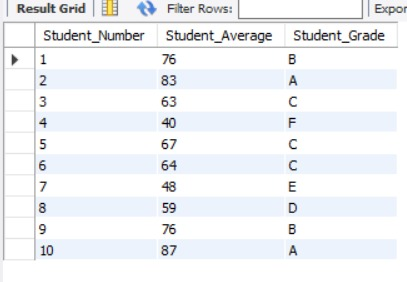 Result Grid Filter Rows: Expor
Student_Number Student_Average Student_Grade
1 76 B
2 83 A
3 63 C
4 40 F
5 67 C
6 64 C
7 48 E
8 59 D
9 76 B
10 87 A